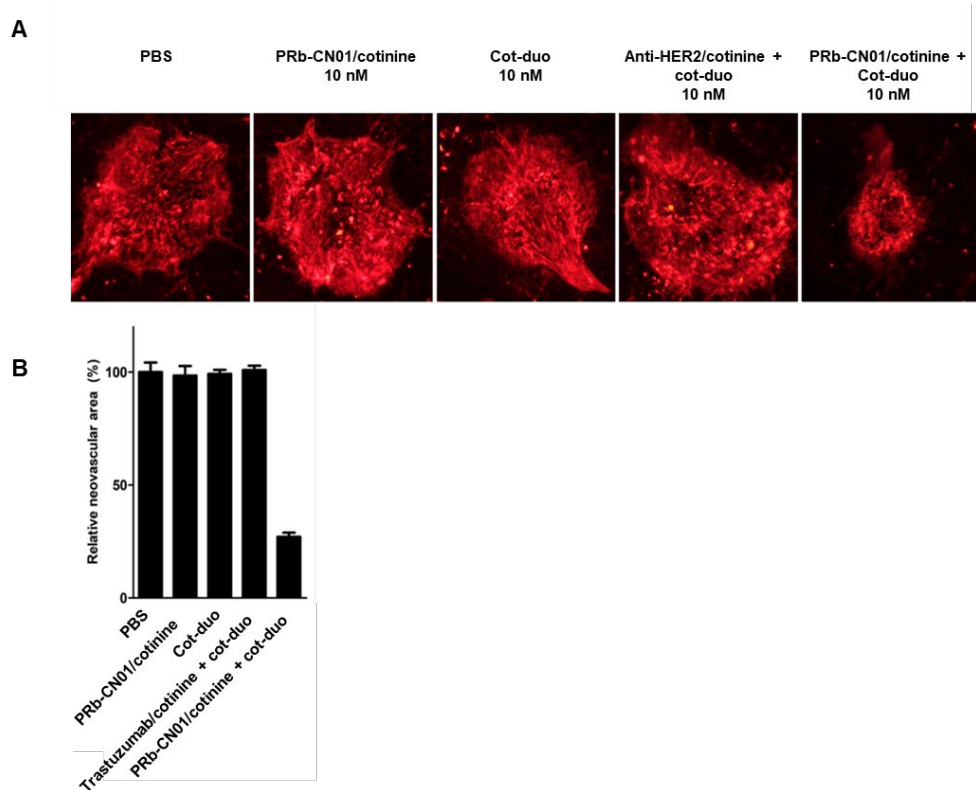 A
PBS
PRb-CN01/cotinine
10 nM
Cot-duo
10 nM
Anti-HER2/cotinine +
cot-duo
10 nM
PRb-CN01/cotinine +
Cot-duo
10 nM
B
Relative neovascular area (%)
100
50
0
PBS
PRb-CN01/cotinine
Cot-duo
Trastuzumab/cotinine + cot-duo
PRb-CN01/cotinine + cot-duo